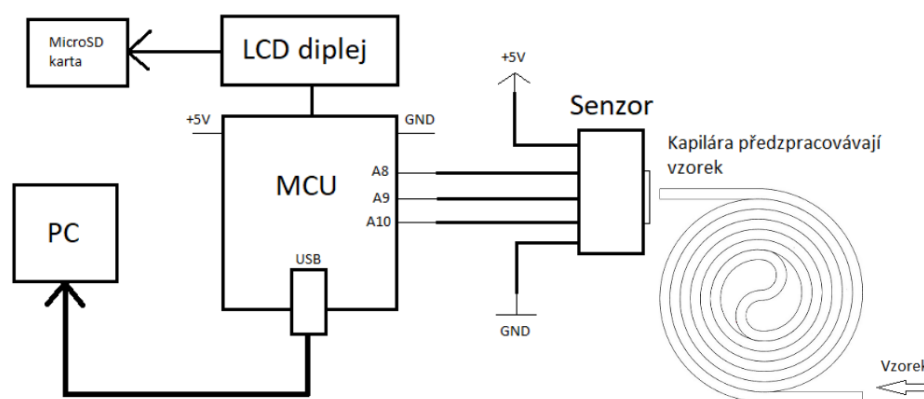 MicroSD
karta
LCD diplej
+5V
GND
MCU
A8
A9
A10
USB
PC
+5V
Senzor
GND
Kapilára předzpracovávají
vzorek
Vzorek